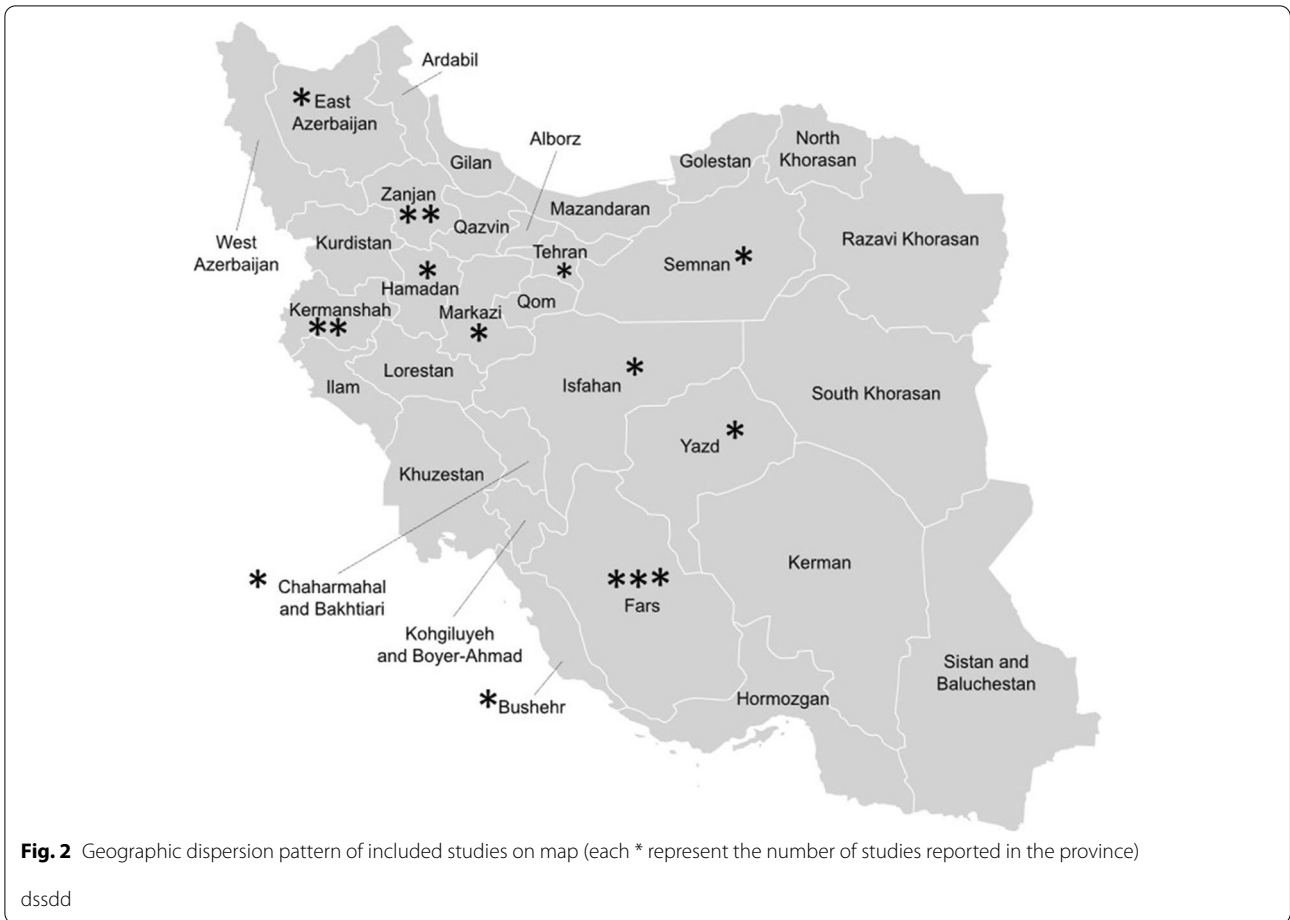 Ardabil
* East
Azerbaijan
Alborz
North
Khorasan
Golestan
Gilan
Zanjan
**
Mazandaran
Qazvin
West
Azerbaijan
Kurdistan
Razavi Khorasan
Tehran
*
Semnan *
*
Hamadan
Qom
Kermanshah
**
Markazi
*
Lorestan
*
Isfahan
Ilam
South Khorasan
Yazd *
Khuzestan
Kerman
* Chaharmahal
and Bakhtiari
***
Fars
Kohgiluyeh
and Boyer-Ahmad
Sistan and
Baluchestan
Hormozgan
*Bushehr
Fig. 2 Geographic dispersion pattern of included studies on map (each * represent the number of studies reported in the province)
dssdd